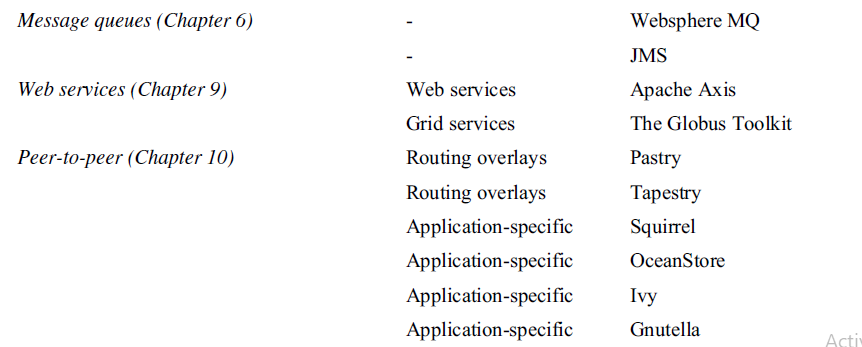 Message queues (Chapter 6) - Websphere MQ
- JMS
Web services (Chapter 9) Web services Apache Axis
Grid services The Globus Toolkit
Peer-to-peer (Chapter 10) Routing overlays Pastry
Routing overlays Tapestry
Application-specific Squirrel
Application-specific OceanStore
Application-specific Ivy
Application-specific Gnutella
Activ